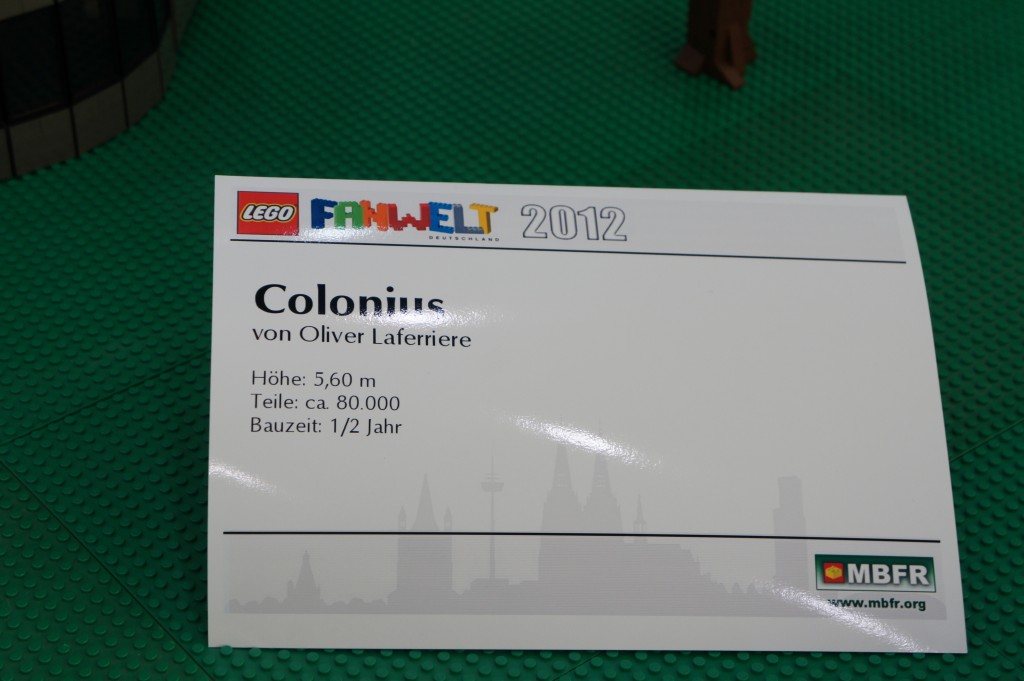 LEGO FANWELT 2012
DEUTSCHLAND
Colonius
von Oliver Laferriere
Höhe: 5,60 m
Teile: ca. 80.000
Bauzeit: 1/2 Jahr
MBFR
www.mbfr.org